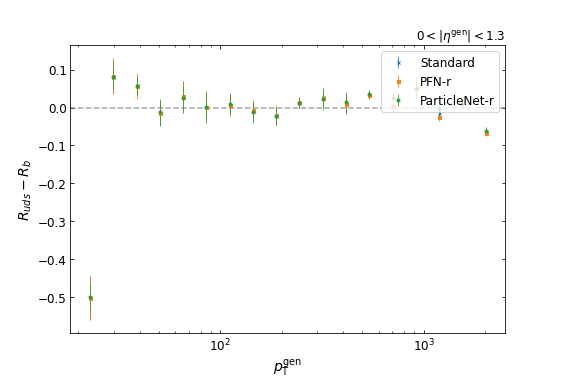 0 < |η^gen| < 1.3
Standard
PFN-r
ParticleNet-r
0.1
0.0
−0.1
−0.2
−0.3
−0.4
−0.5
R_uds − R_b
10^2
10^3
p_T^gen